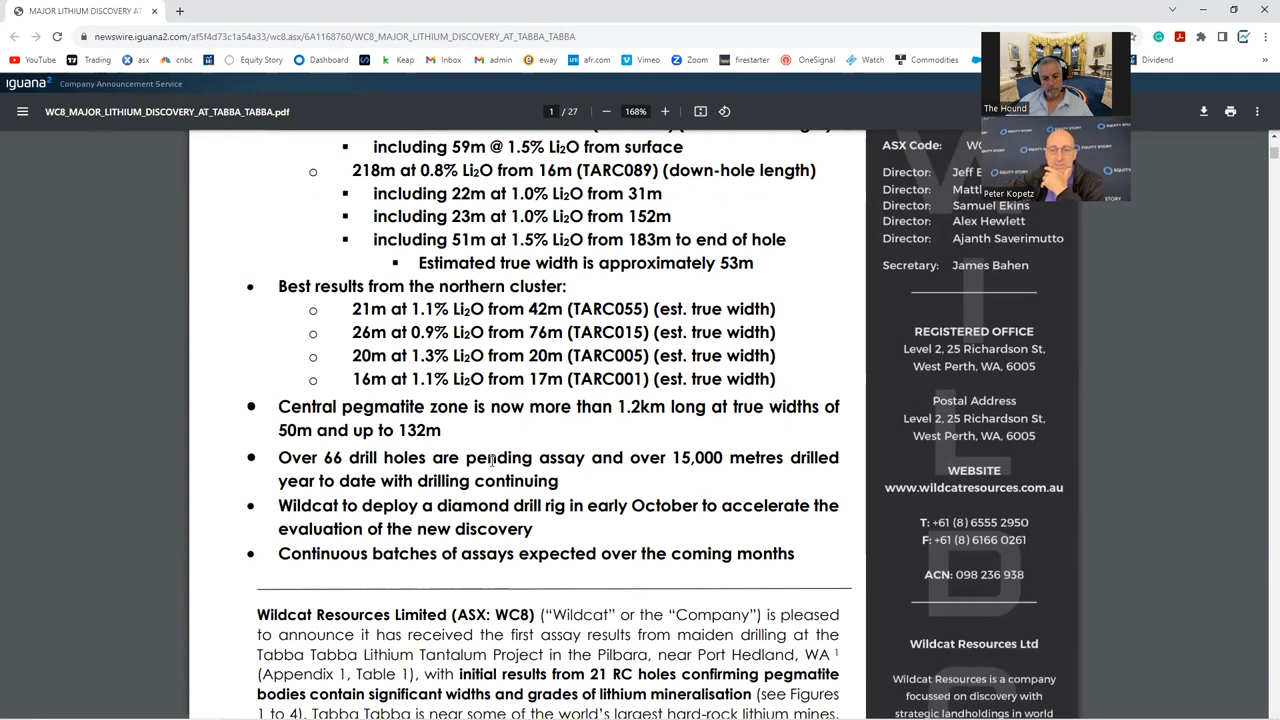 MAJOR LITHIUM DISCOVERY AT
newswire.iguana2.com/af5f4d73c1a54a33/wc8.asx/6A1168760/WC8_MAJOR_LITHIUM_DISCOVERY_AT_TABBA_TABBA
YouTube Trading asx cnbc Equity Story Dashboard Keap Inbox admin eway afr.com Vimeo Zoom firestarter OneSignal Watch Commodities Dividend
iguana2 Company Announcement Service
WC8_MAJOR_LITHIUM_DISCOVERY_AT_TABBA_TABBA.pdf
1 / 27
168%
The Hound
EQUITY STORY
Peter Kopetz
including 59m @ 1.5% Li2O from surface
218m at 0.8% Li2O from 16m (TARC089) (down-hole length)
including 22m at 1.0% from 31m
including 23m at 1.0% from 152m
including 51m at 1.5% Li2O from 183m to end of hole
Estimated true width is approximately 53m
Best results from the northern cluster:
21m at 1.1% Li2O from 42m (TARC055) (est. true width)
26m at 0.9% Li2O from 76m (TARC015) (est. true width)
20m at 1.3% Li2O from 20m (TARC005) (est. true width)
16m at 1.1% Li2O from 17m (TARC001) (est. true width)
Central pegmatite zone is now more than 1.2km long at true widths of
50m and up to 132m
Over 66 drill holes are pending assay and over 15,000 metres drilled
year to date with drilling continuing
Wildcat to deploy a diamond drill rig in early October to accelerate the
evaluation of the new discovery
Continuous batches of assays expected over the coming months
Wildcat Resources Limited (ASX: WC8) (“Wildcat” or the “Company”) is pleased
to announce it has received the first assay results from maiden drilling at the
Tabba Tabba Lithium Tantalum Project in the Pilbara, near Port Hedland, WA 1
(Appendix 1, Table 1), with initial results from 21 RC holes confirming pegmatite
bodies contain significant widths and grades of lithium mineralisation (see Figures
1 to 4). Tabba Tabba is near some of the world's largest hard-rock lithium mines,
ASX Code:
Director: Jeff
Director: Matt
Director: Samuel Ekins
Director: Alex Hewlett
Director: Ajanth Saverimutto
Secretary: James Bahen
REGISTERED OFFICE
Level 2, 25 Richardson St,
West Perth, WA, 6005
Postal Address
Level 2, 25 Richardson St,
West Perth, WA, 6005
WEBSITE
www.wildcatresources.com.au
T: +61 (8) 6555 2950
F: +61 (8) 6166 0261
ACN: 098 236 938
Wildcat Resources Ltd
Wildcat Resources is a company
focussed on discovery with
strategic landholdings in world